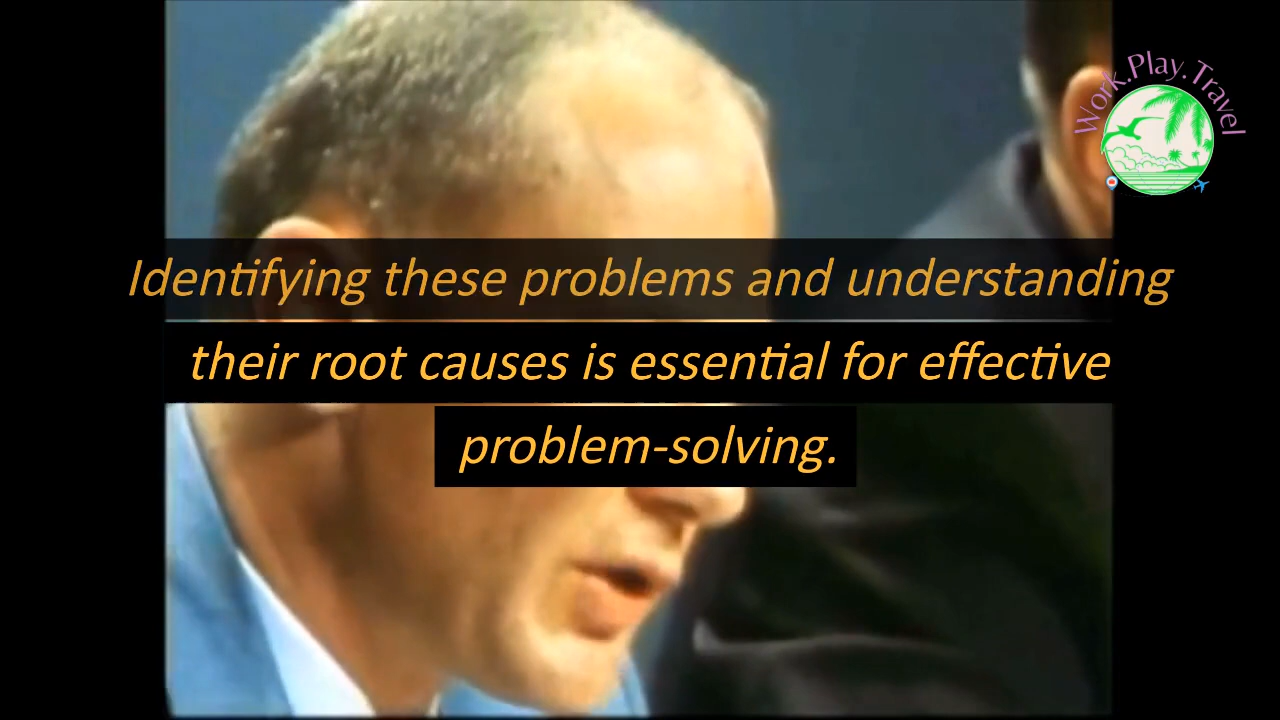 Work.Play.Travel
Identifying these problems and understanding
their root causes is essential for effective
problem-solving.